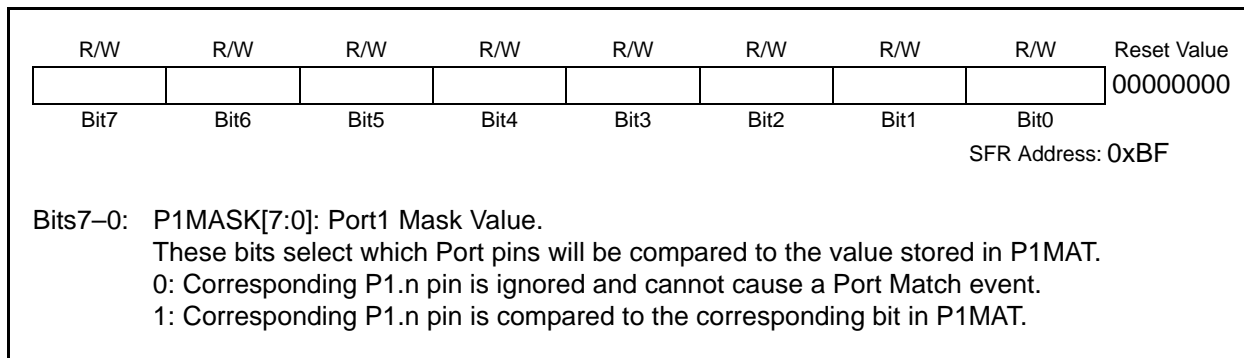 R/W R/W R/W R/W R/W R/W R/W R/W Reset Value
00000000
Bit7 Bit6 Bit5 Bit4 Bit3 Bit2 Bit1 Bit0
SFR Address: 0xBF
Bits7–0: P1MASK[7:0]: Port1 Mask Value.
These bits select which Port pins will be compared to the value stored in P1MAT.
0: Corresponding P1.n pin is ignored and cannot cause a Port Match event.
1: Corresponding P1.n pin is compared to the corresponding bit in P1MAT.